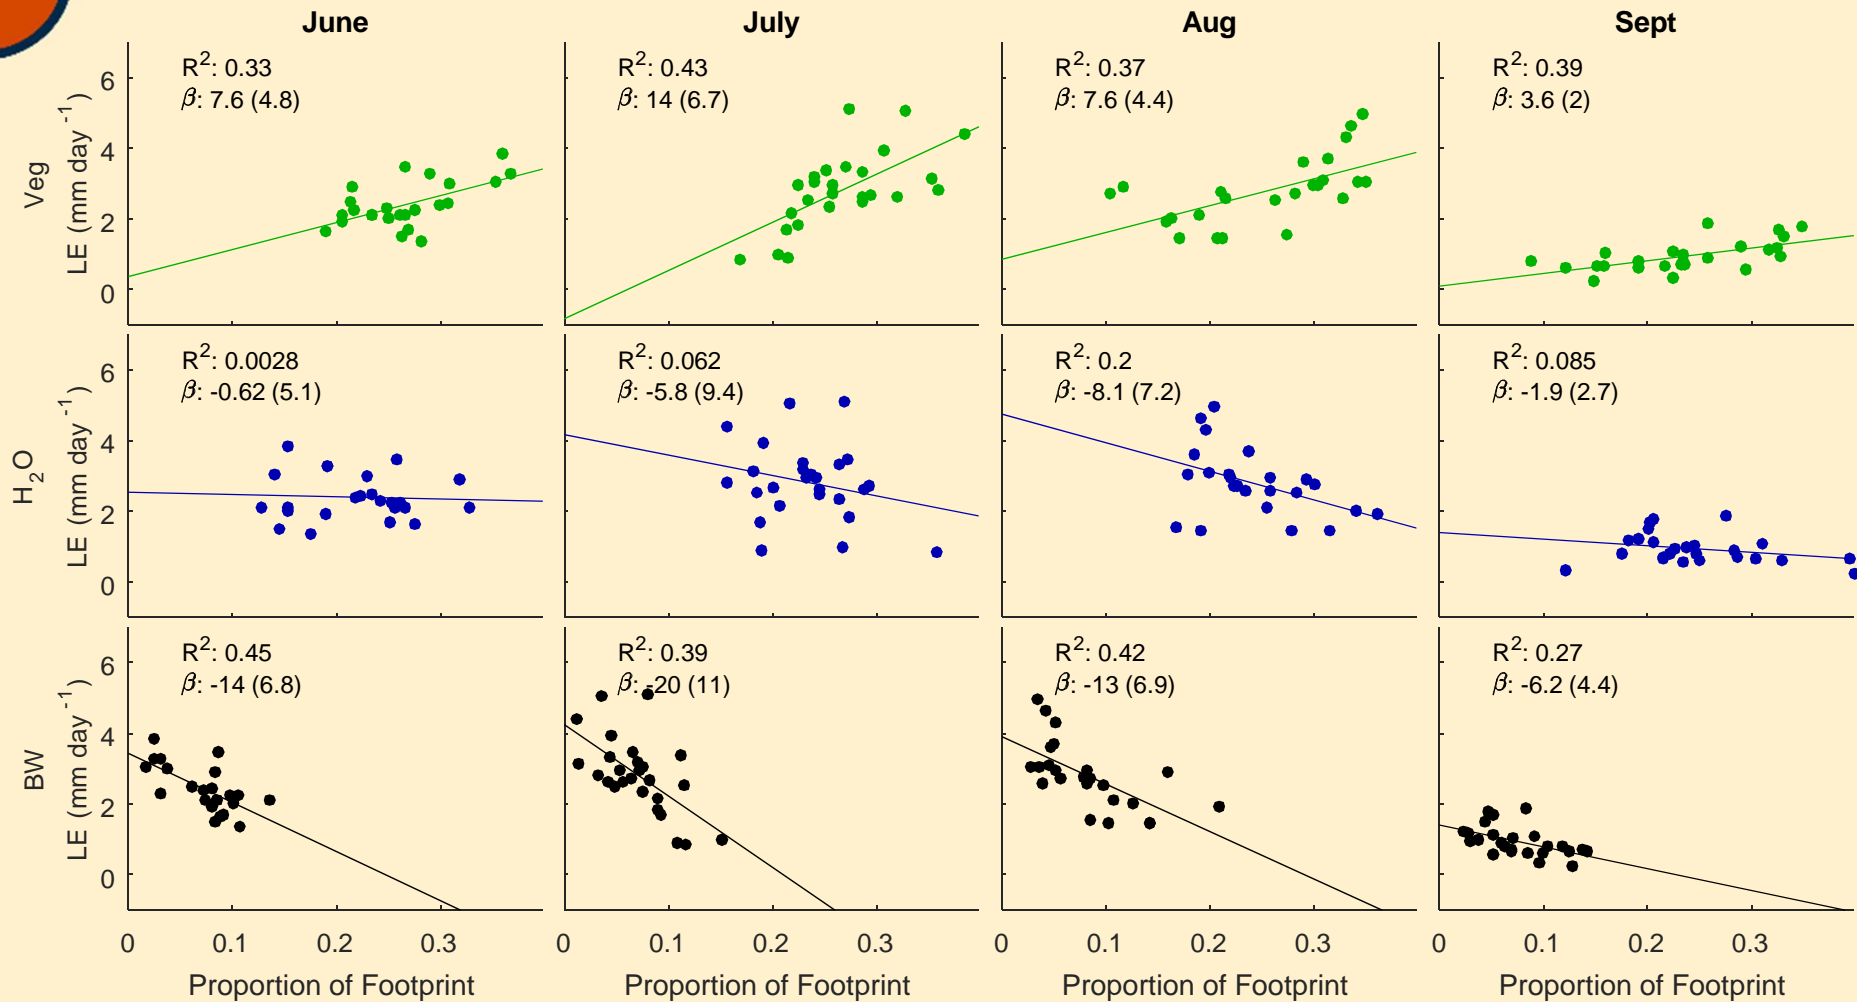 June July Aug Sept
R²: 0.33
β: 7.6 (4.8)
R²: 0.43
β: 14 (6.7)
R²: 0.37
β: 7.6 (4.4)
R²: 0.39
β: 3.6 (2)
Veg
LE (mm day⁻¹)
6
4
2
0
R²: 0.0028
β: -0.62 (5.1)
R²: 0.062
β: -5.8 (9.4)
R²: 0.2
β: -8.1 (7.2)
R²: 0.085
β: -1.9 (2.7)
H₂O
LE (mm day⁻¹)
6
4
2
0
R²: 0.45
β: -14 (6.8)
R²: 0.39
β: -20 (11)
R²: 0.42
β: -13 (6.9)
R²: 0.27
β: -6.2 (4.4)
BW
LE (mm day⁻¹)
6
4
2
0
0 0.1 0.2 0.3 0 0.1 0.2 0.3 0 0.1 0.2 0.3 0 0.1 0.2 0.3
Proportion of Footprint Proportion of Footprint Proportion of Footprint Proportion of Footprint